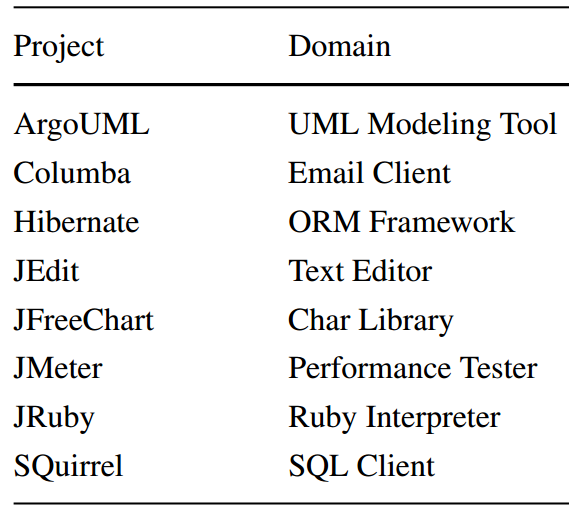 Project Domain
ArgoUML UML Modeling Tool
Columba Email Client
Hibernate ORM Framework
JEdit Text Editor
JFreeChart Char Library
JMeter Performance Tester
JRuby Ruby Interpreter
SQuirrel SQL Client